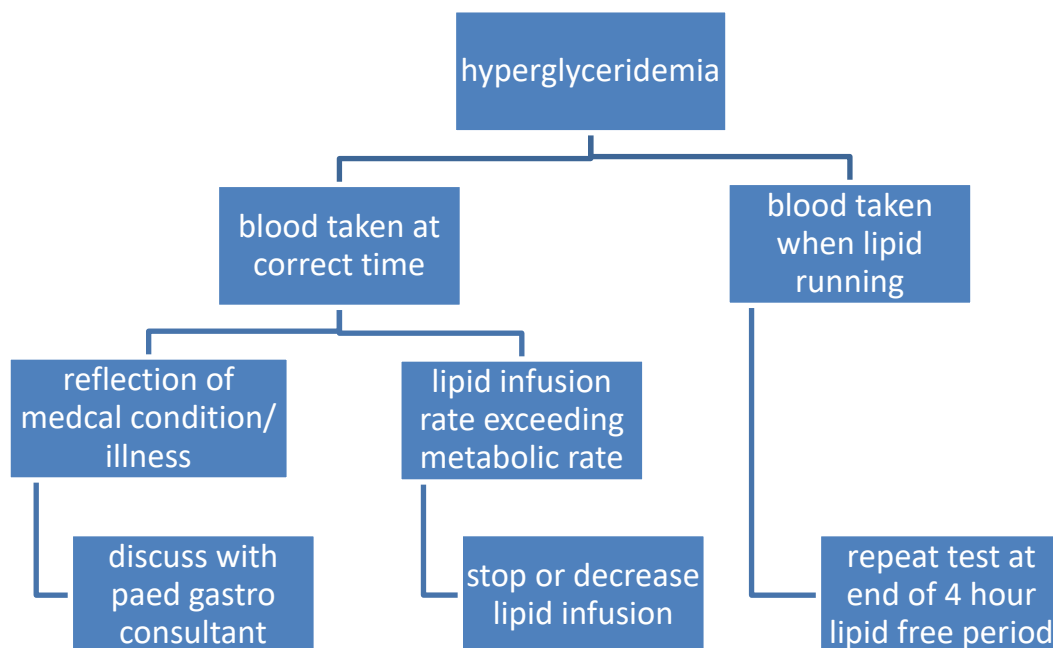 hyperglyceridemia
blood taken at
correct time
blood taken
when lipid
running
reflection of
medcal condition/
illness
lipid infusion
rate exceeding
metabolic rate
discuss with
paed gastro
consultant
stop or decrease
lipid infusion
repeat test at
end of 4 hour
lipid free period